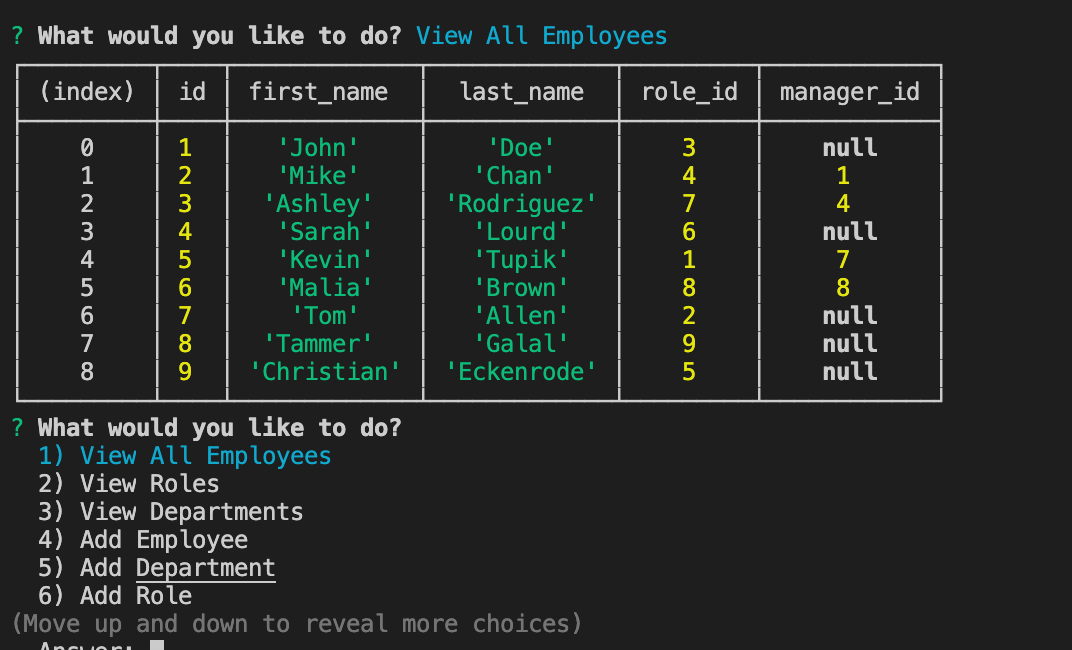 ? What would you like to do? View All Employees
(index) id first_name last_name role_id manager_id
0 1 'John' 'Doe' 3 null
1 2 'Mike' 'Chan' 4 1
2 3 'Ashley' 'Rodriguez' 7 4
3 4 'Sarah' 'Lourd' 6 null
4 5 'Kevin' 'Tupik' 1 7
5 6 'Malia' 'Brown' 8 8
6 7 'Tom' 'Allen' 2 null
7 8 'Tammer' 'Galal' 9 null
8 9 'Christian' 'Eckenrode' 5 null
? What would you like to do?
1) View All Employees
2) View Roles
3) View Departments
4) Add Employee
5) Add Department
6) Add Role
(Move up and down to reveal more choices)
Answer: